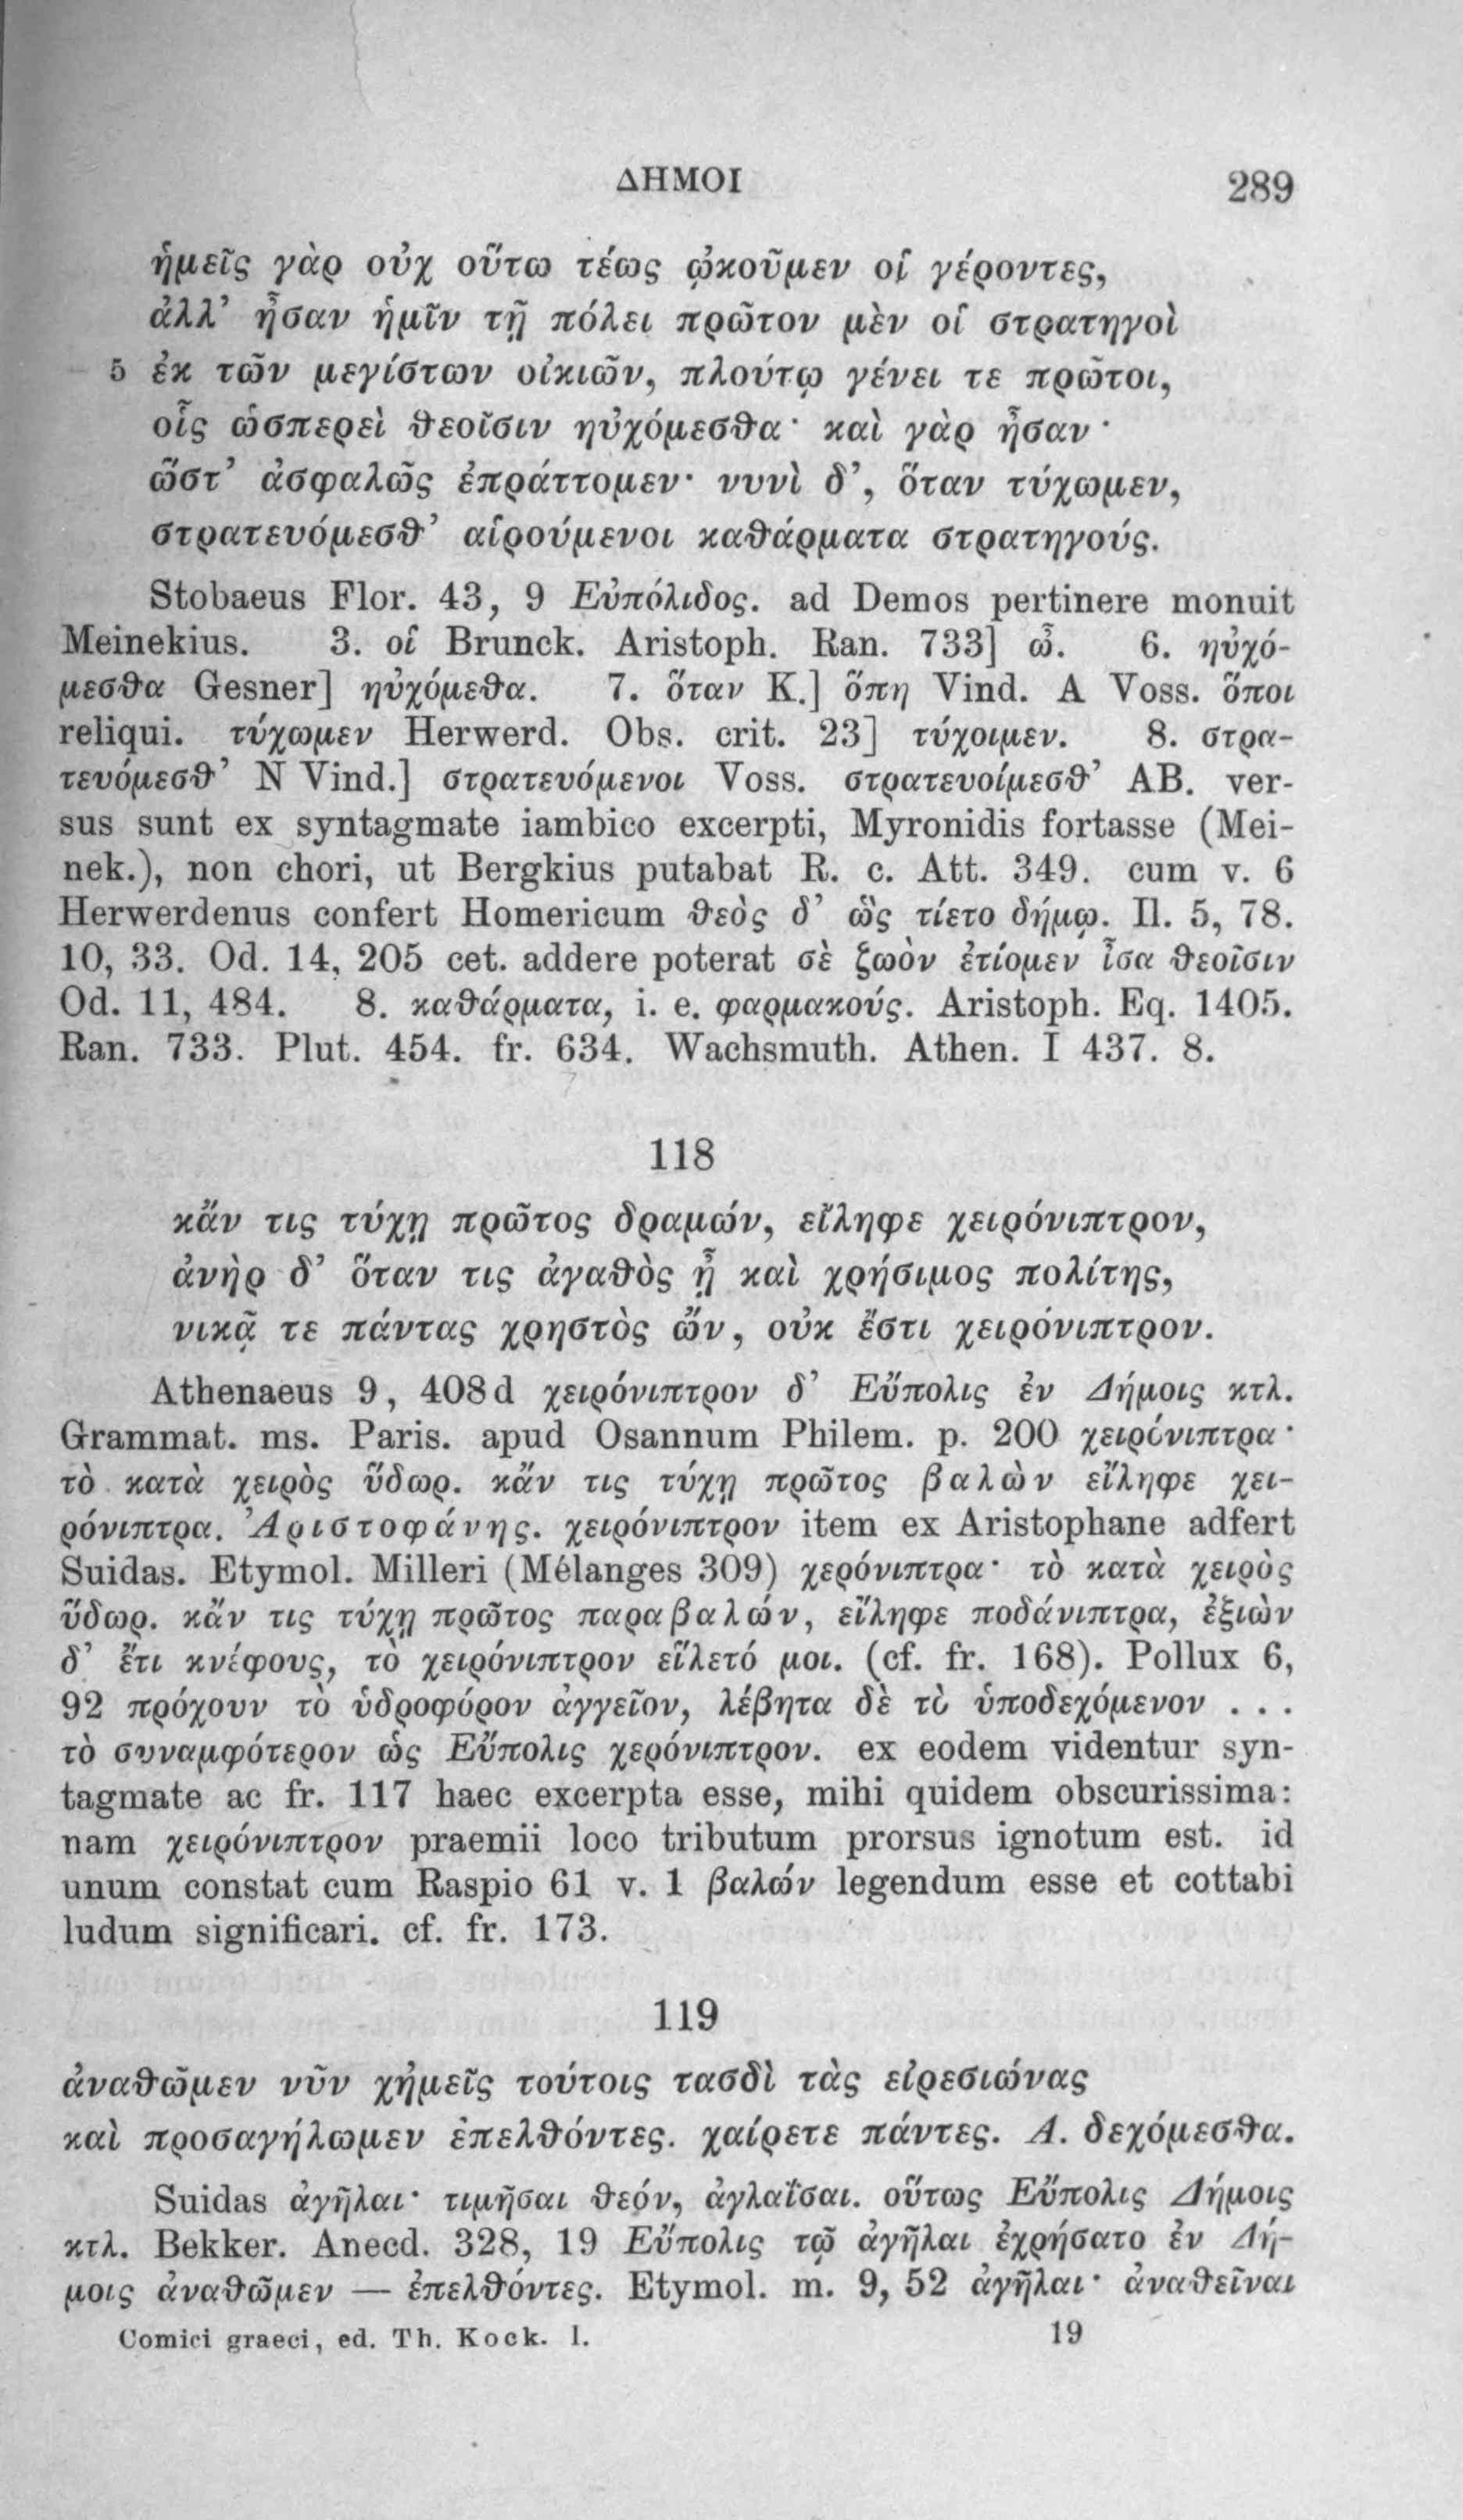 ΔΗΜΟΙ 289
ἡμεῖς γὰρ οὐχ οὕτω τέως ᾠκοῦμεν οἱ γέροντες,
ἀλλ’ ἦσαν ἡμῖν τῇ πόλει πρῶτον μὲν οἱ στρατηγοὶ
5 ἐκ τῶν μεγίστων οἰκιῶν, πλούτῳ γένει τε πρῶτοι,
οἷς ὡσπερεὶ θεοῖσιν ηὐχόμεσθα· καὶ γὰρ ἦσαν·
ὥστ’ ἀσφαλῶς ἐπράττομεν· νυνὶ δ’, ὅταν τύχωμεν,
στρατευόμεσθ’ αἱρούμενοι καθάρματα στρατηγούς.
Stobaeus Flor. 43, 9 Εὐπόλιδος. ad Demos pertinere monuit
Meinekius. 3. οἱ Brunck. Aristoph. Ran. 733] ὦ. 6. ηὐχό-
μεσθα Gesner] ηὐχόμεθα. 7. ὅταν K.] ὅπη Vind. A Voss. ὅποι
reliqui. τύχωμεν Herwerd. Obs. crit. 23] τύχοιμεν. 8. στρα-
τευόμεσθ’ N Vind.] στρατευόμενοι Voss. στρατευοίμεσθ’ AB. ver-
sus sunt ex syntagmate iambico excerpti, Myronidis fortasse (Mei-
nek.), non chori, ut Bergkius putabat R. c. Att. 349. cum v. 6
Herwerdenus confert Homericum θεὸς δ’ ὣς τίετο δήμῳ. Il. 5, 78.
10, 33. Od. 14, 205 cet. addere poterat σὲ ζωὸν ἐτίομεν ἶσα θεοῖσιν
Od. 11, 484. 8. καθάρματα, i. e. φαρμακούς. Aristoph. Eq. 1405.
Ran. 733. Plut. 454. fr. 634. Wachsmuth. Athen. I 437. 8.
118
κἄν τις τύχῃ πρῶτος δραμών, εἴληφε χειρόνιπτρον,
ἀνὴρ δ’ ὅταν τις ἀγαθὸς ᾖ καὶ χρήσιμος πολίτης,
νικᾷ τε πάντας χρηστὸς ὤν, οὐκ ἔστι χειρόνιπτρον.
Athenaeus 9, 408d χειρόνιπτρον δ’ Εὔπολις ἐν Δήμοις κτλ.
Grammat. ms. Paris. apud Osannum Philem. p. 200 χειρόνιπτρα·
τὸ κατὰ χειρὸς ὕδωρ. κἄν τις τύχῃ πρῶτος βαλὼν εἴληφε χει-
ρόνιπτρα. Ἀριστοφάνης. χειρόνιπτρον item ex Aristophane adfert
Suidas. Etymol. Milleri (Mélanges 309) χερόνιπτρα· τὸ κατὰ χειρὸς
ὕδωρ. κἄν τις τύχῃ πρῶτος παραβαλών, εἴληφε ποδάνιπτρα, ἐξιὼν
δ’ ἔτι κνέφους, τὸ χειρόνιπτρον εἵλετό μοι. (cf. fr. 168). Pollux 6,
92 πρόχουν τὸ ὑδροφόρον ἀγγεῖον, λέβητα δὲ τὸ ὑποδεχόμενον . . .
τὸ συναμφότερον ὡς Εὔπολις χερόνιπτρον. ex eodem videntur syn-
tagmate ac fr. 117 haec excerpta esse, mihi quidem obscurissima:
nam χειρόνιπτρον praemii loco tributum prorsus ignotum est. id
unum constat cum Raspio 61 v. 1 βαλών legendum esse et cottabi
ludum significari. cf. fr. 173.
119
ἀναθῶμεν νῦν χἠμεῖς τούτοις τασδὶ τὰς εἰρεσιώνας
καὶ προσαγήλωμεν ἐπελθόντες. χαίρετε πάντες. Α. δεχόμεσθα.
Suidas ἀγῆλαι· τιμῆσαι θεόν, ἀγλαΐσαι. οὕτως Εὔπολις Δήμοις
κτλ. Bekker. Anecd. 328, 19 Εὔπολις τῷ ἀγῆλαι ἐχρήσατο ἐν Δή-
μοις ἀναθῶμεν — ἐπελθόντες. Etymol. m. 9, 52 ἀγῆλαι· ἀναθεῖναι
Comici graeci, ed. Th. Kock. I. 19